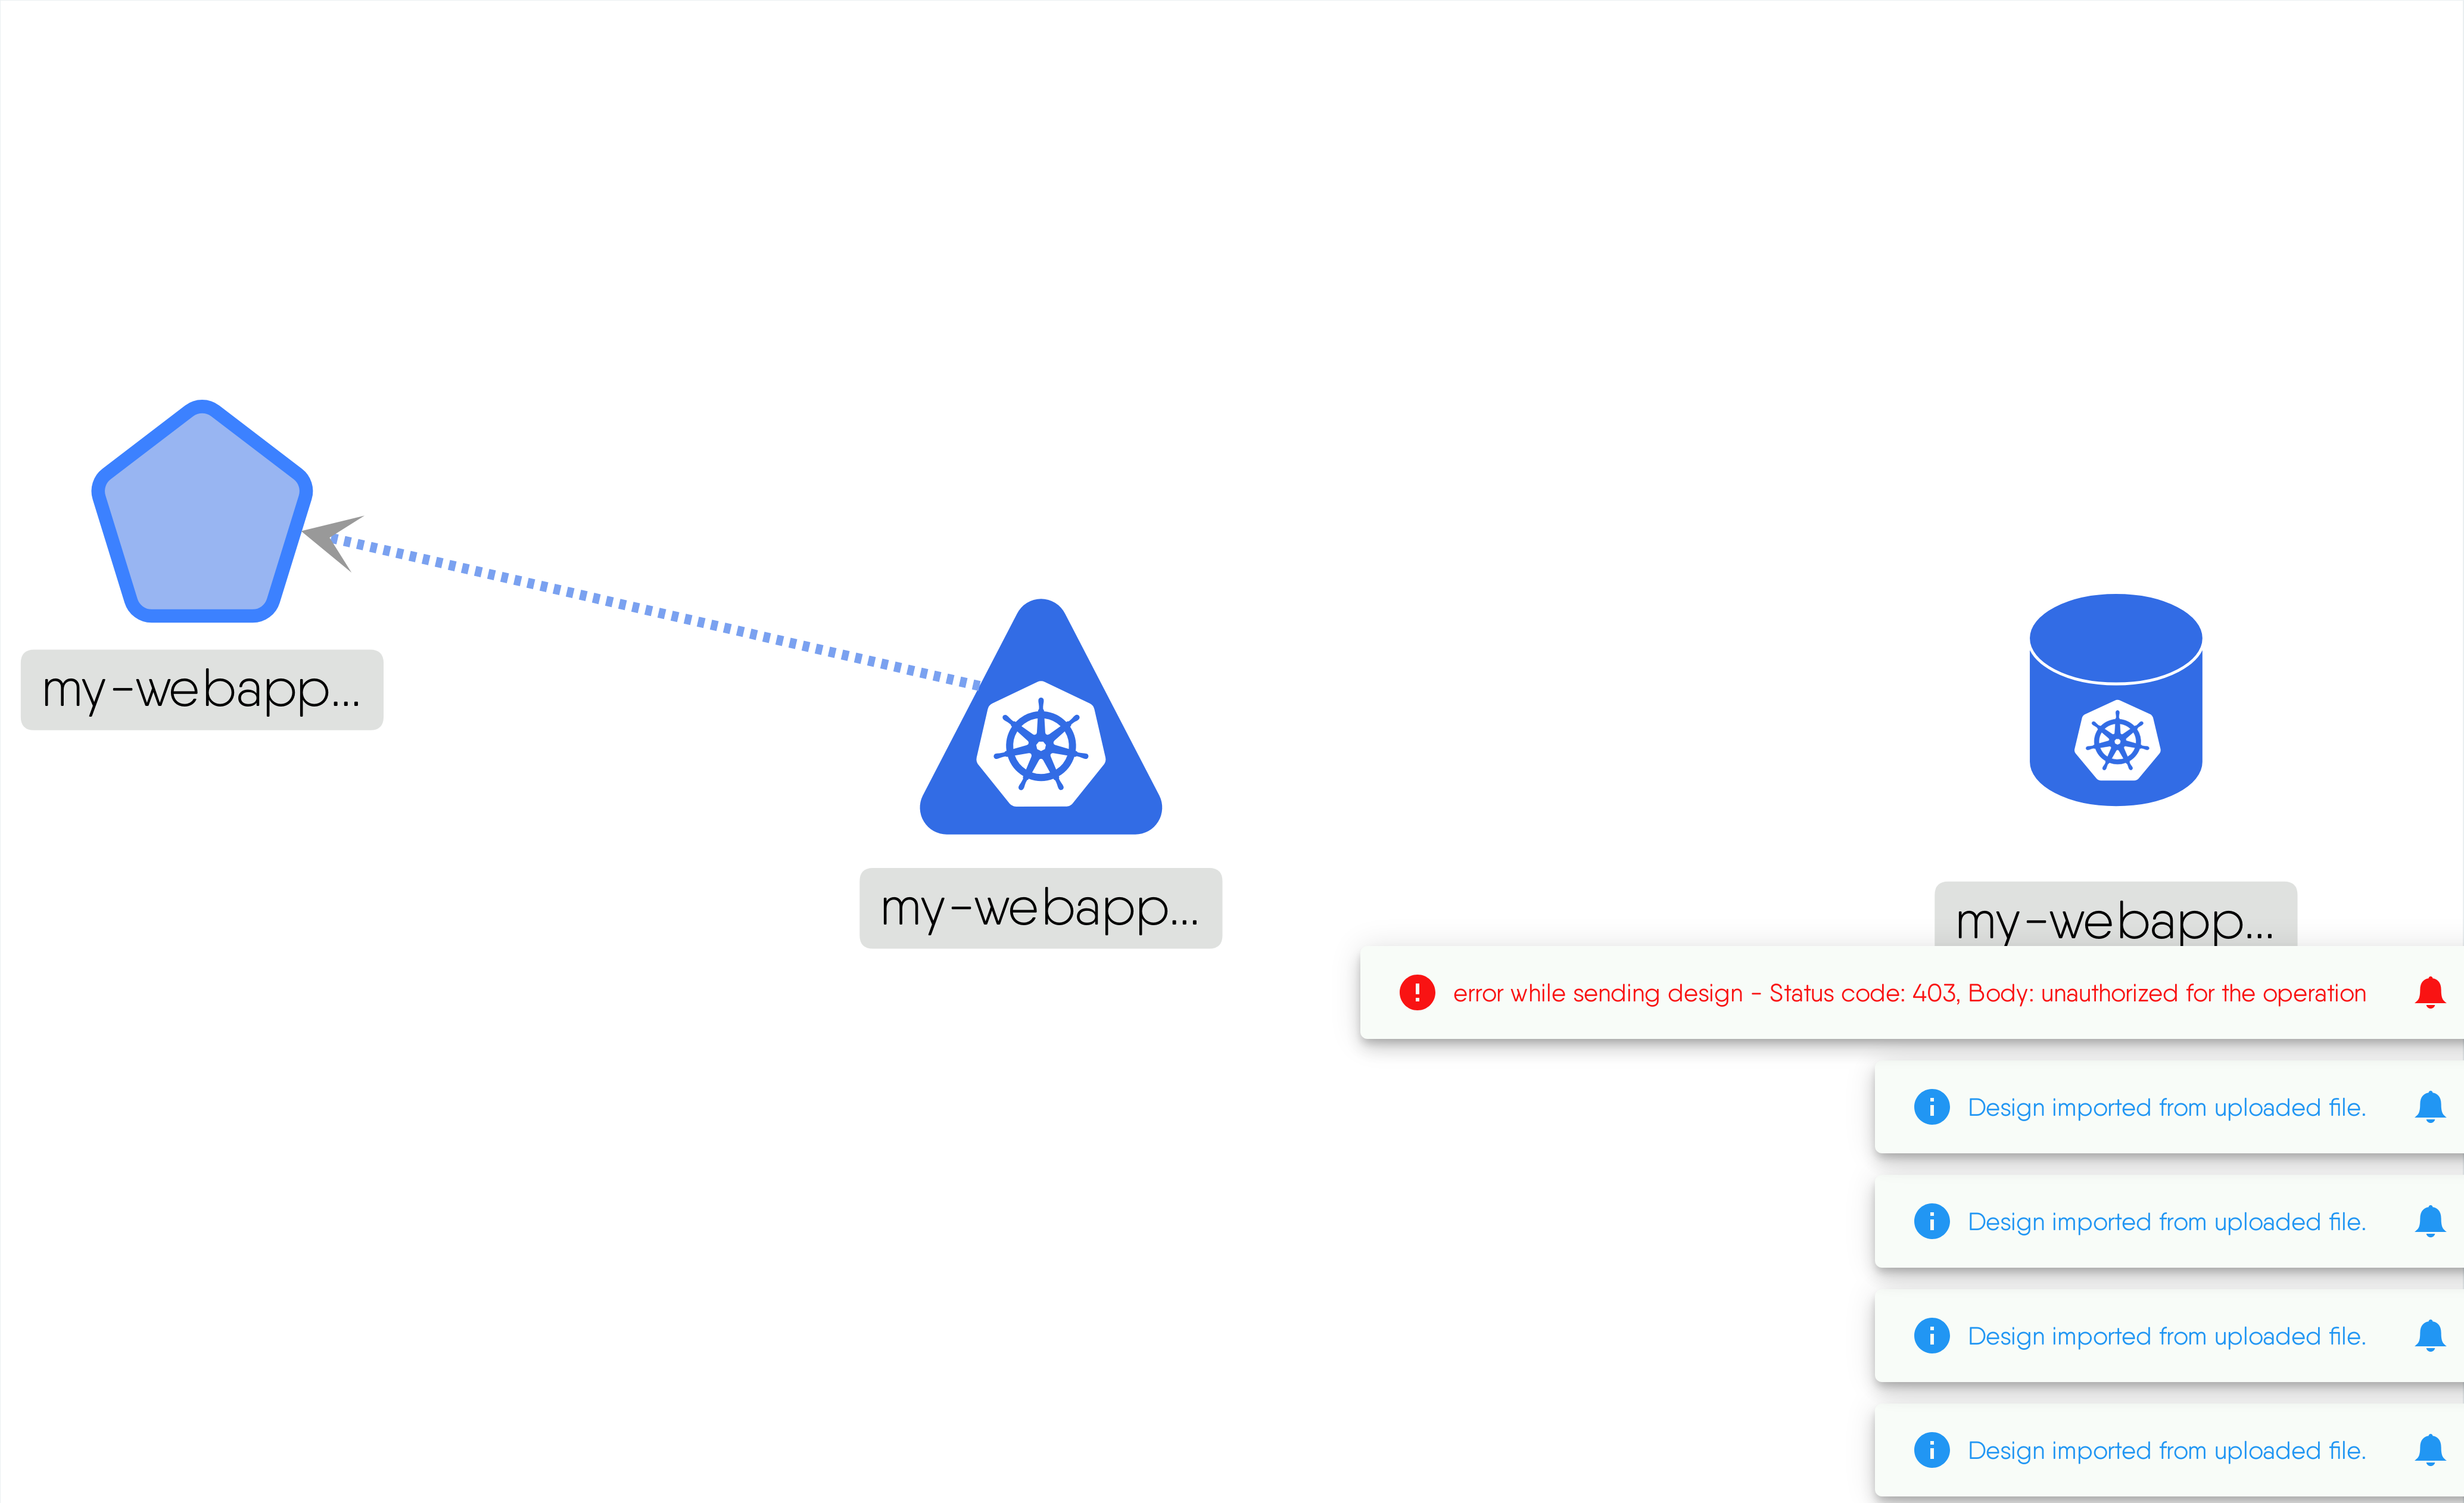 my-webapp...
my-webapp...
my-webapp...
error while sending design - Status code: 403, Body: unauthorized for the operation
Design imported from uploaded file.
Design imported from uploaded file.
Design imported from uploaded file.
Design imported from uploaded file.